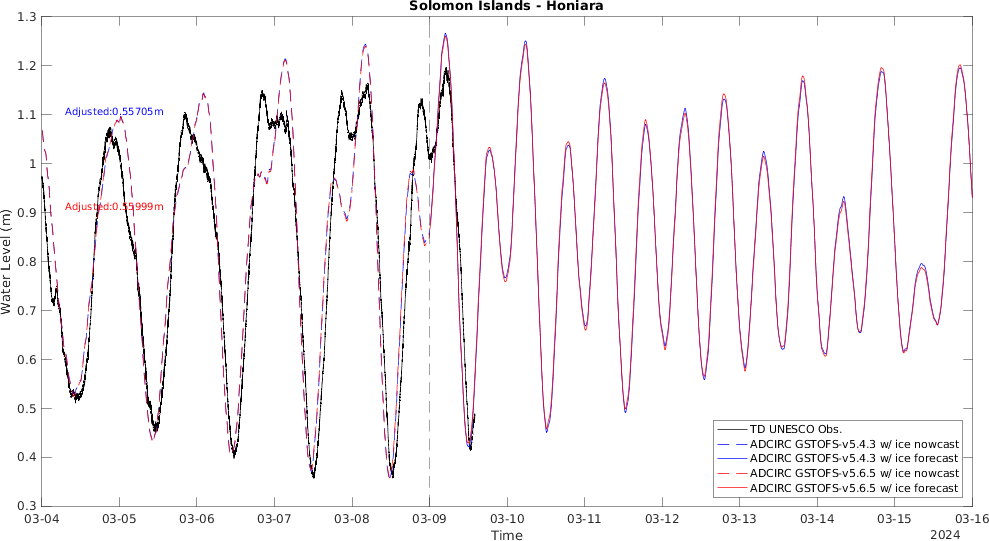 Solomon Islands - Honiara
Water Level (m)
1.3
1.2
1.1
1
0.9
0.8
0.7
0.6
0.5
0.4
0.3
Adjusted:0.55705m
Adjusted:0.55999m
TD UNESCO Obs.
ADCIRC GSTOFS-v5.4.3 w/ ice nowcast
ADCIRC GSTOFS-v5.4.3 w/ ice forecast
ADCIRC GSTOFS-v5.6.5 w/ ice nowcast
ADCIRC GSTOFS-v5.6.5 w/ ice forecast
03-04 03-05 03-06 03-07 03-08 03-09 03-10 03-11 03-12 03-13 03-14 03-15 03-16
Time
2024